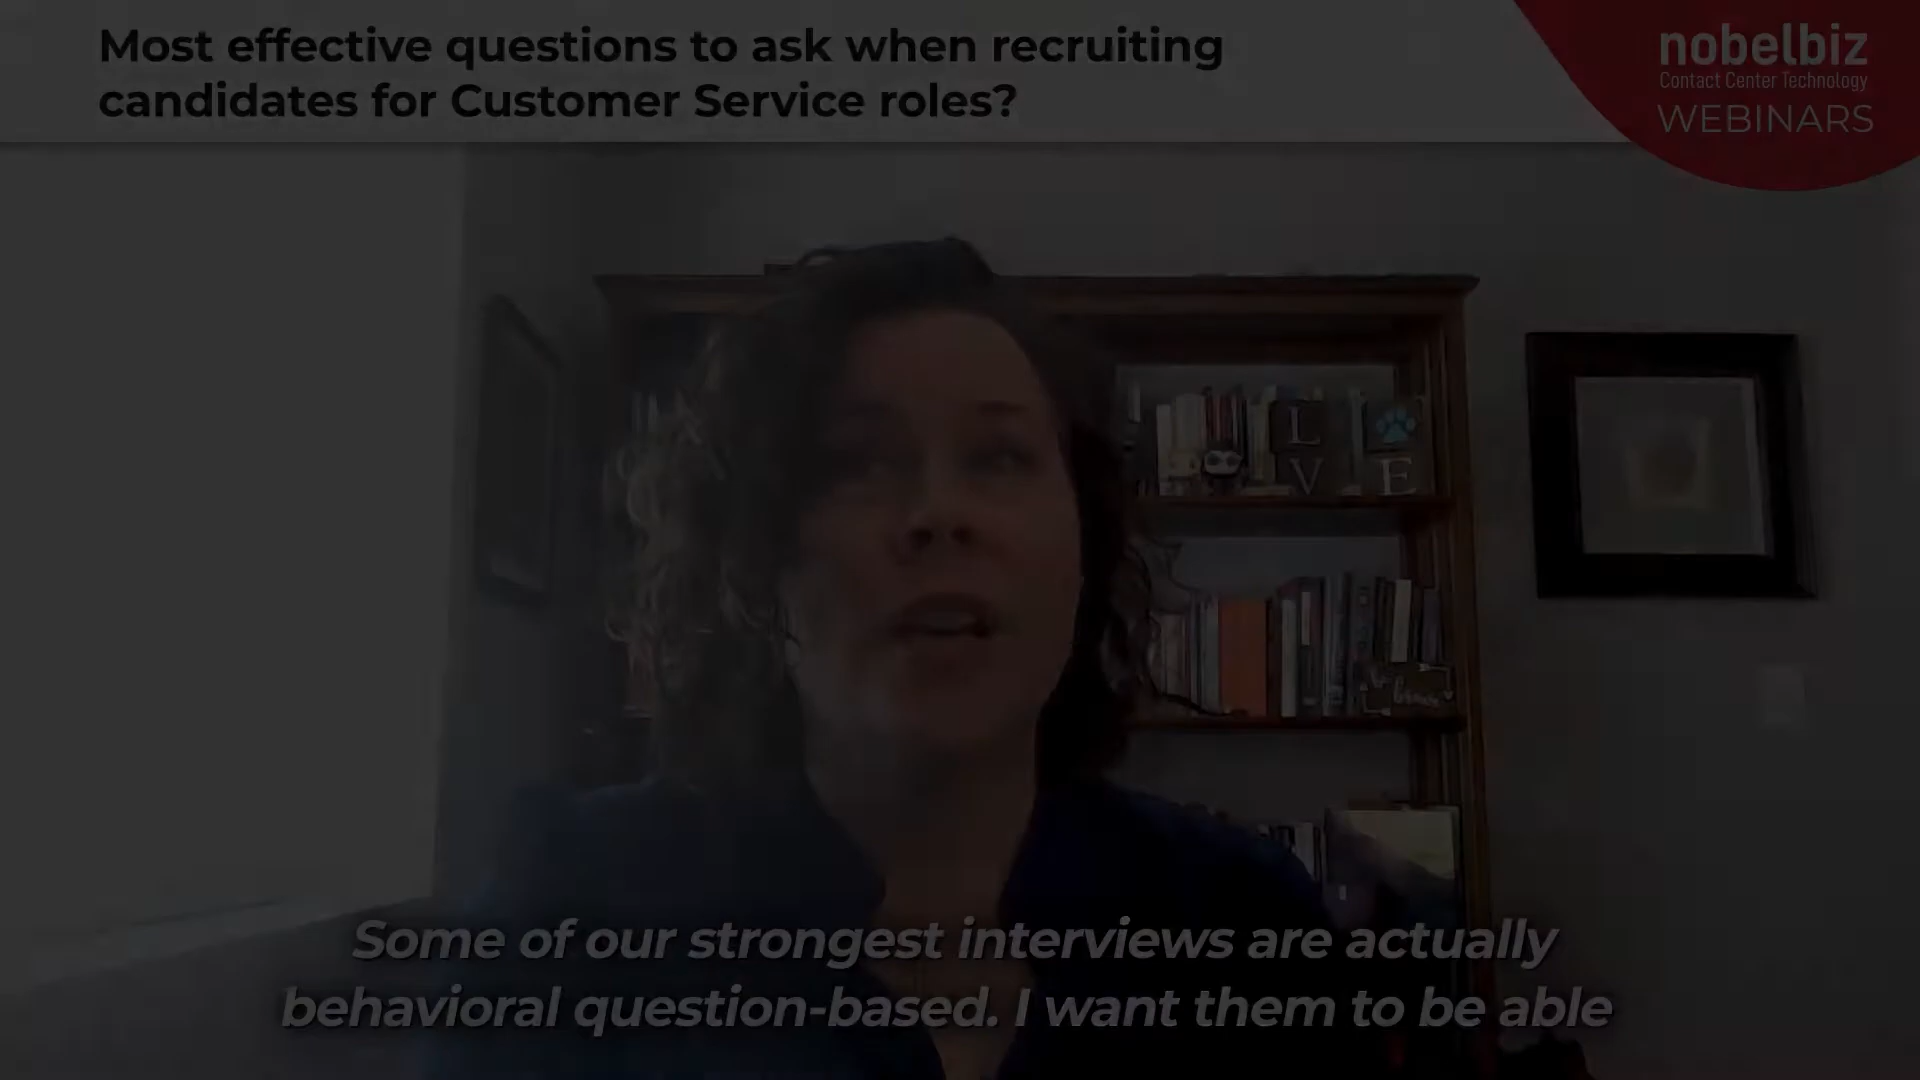 Most effective questions to ask when recruiting
candidates for Customer Service roles?
nobelbiz
Contact Center Technology
WEBINARS
L
V E
Some of our strongest interviews are actually
behavioral question-based. I want them to be able